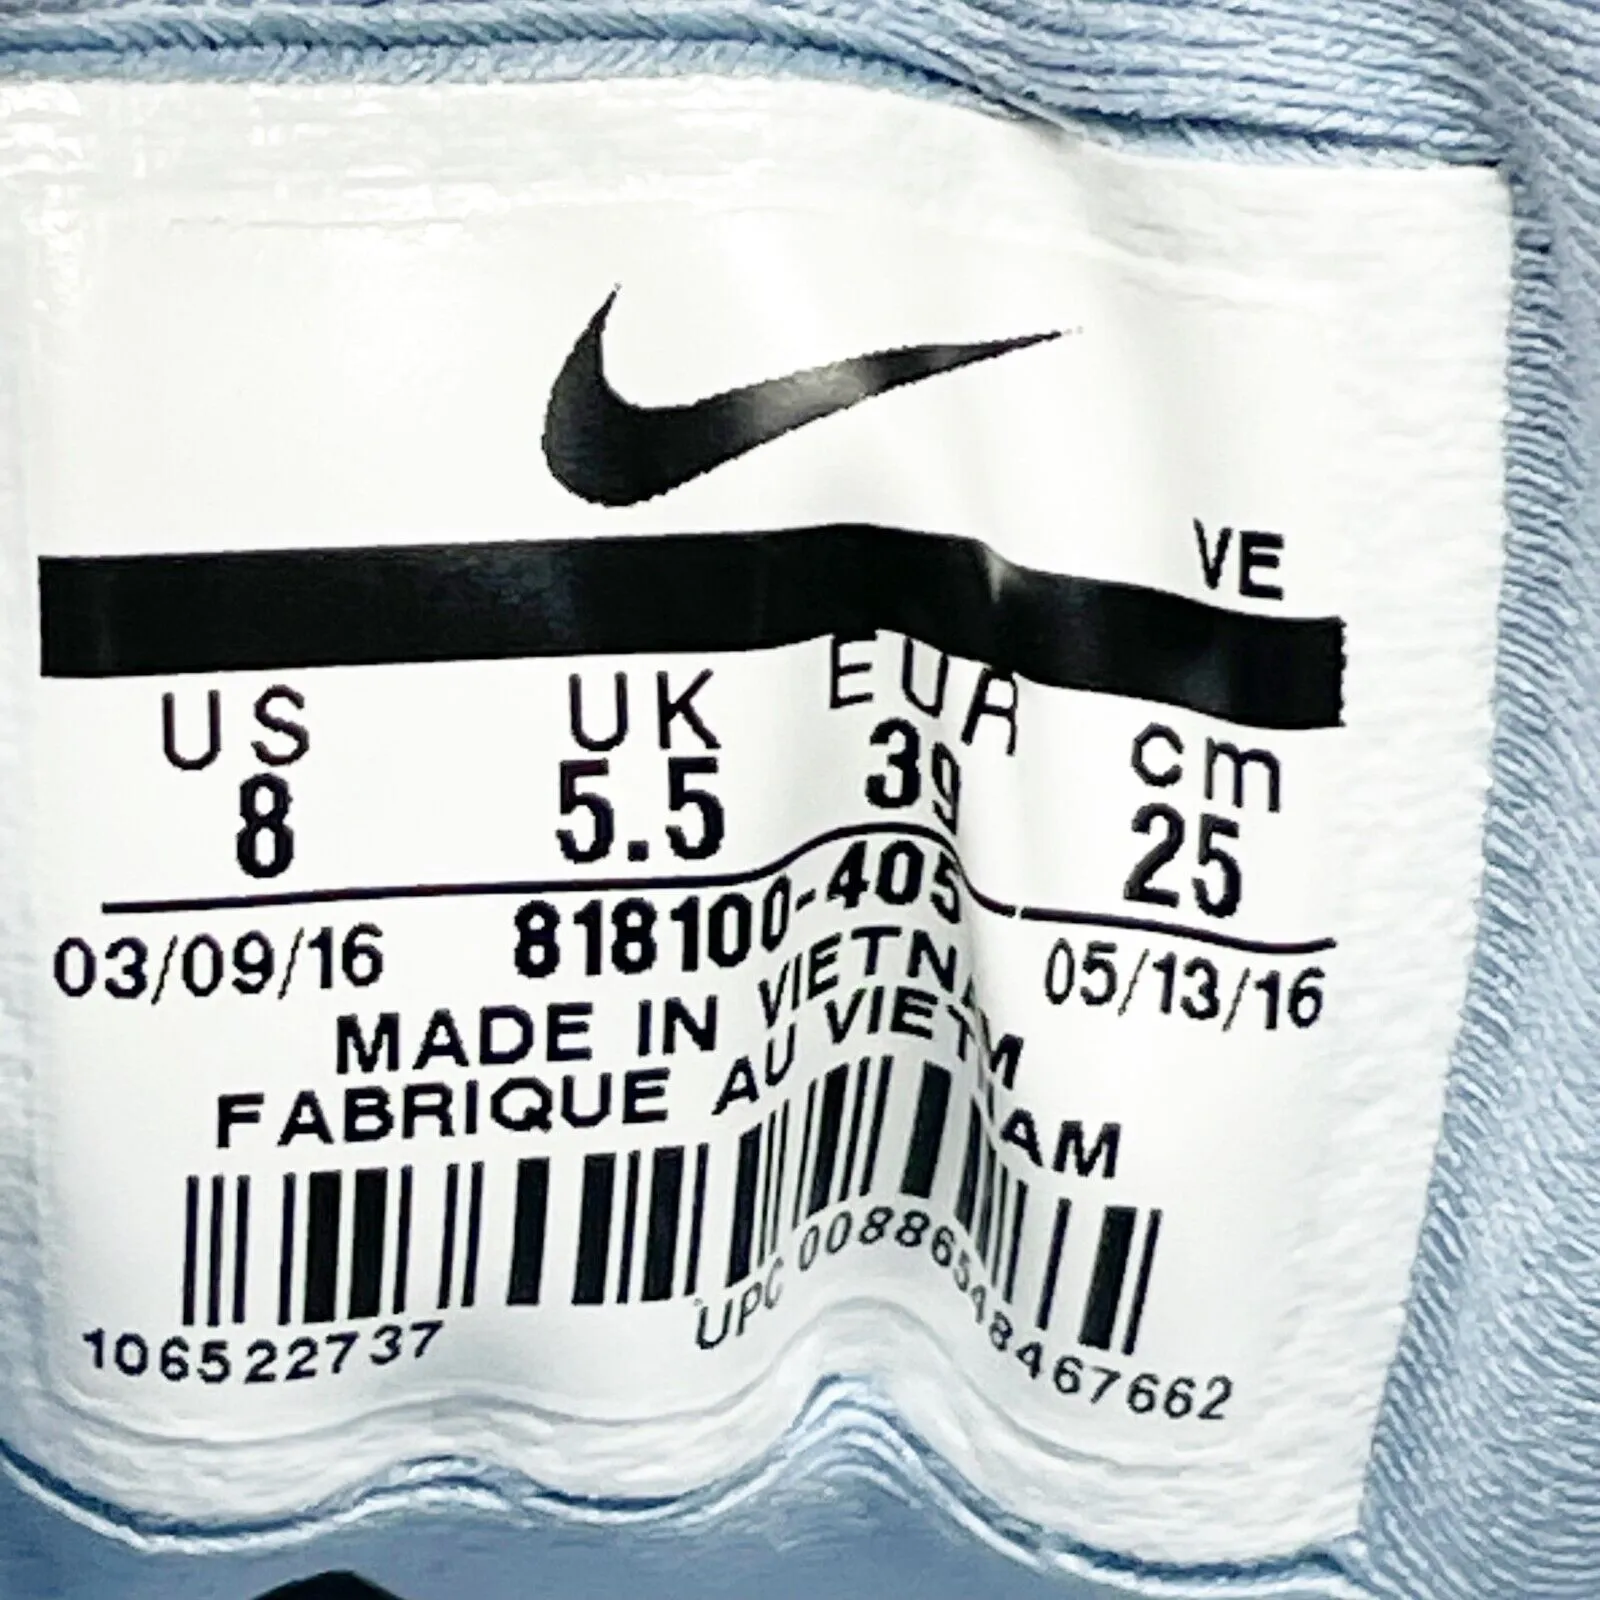 VE
US UK EUR cm
8 5.5 39 25
03/09/16 818100-405 05/13/16
MADE IN VIETNAM
FABRIQUE AU VIETNAM
106522737 UPC 00886548467662